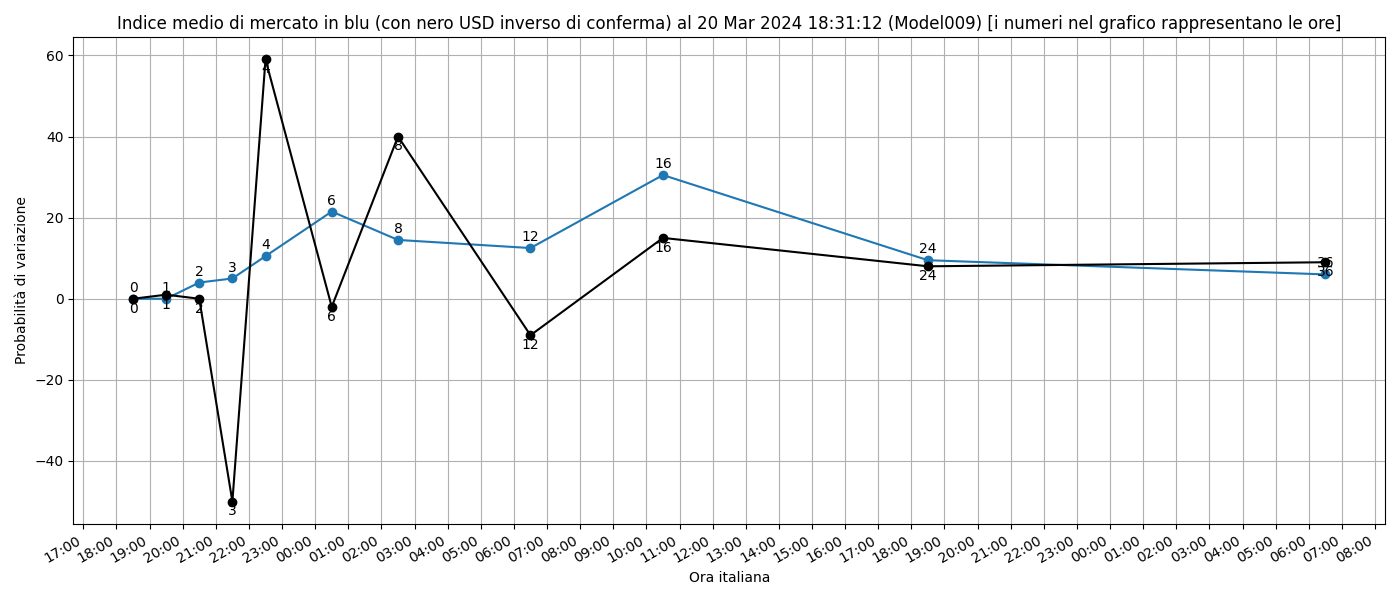 Indice medio di mercato in blu (con nero USD inverso di conferma) al 20 Mar 2024 18:31:12 (Model009) [i numeri nel grafico rappresentano le ore]
Probabilità di variazione
60
40
20
0
−20
−40
0 1 2 3 4 6 8 12 16 24 36
0 1 2 3 4 6 8 12 16 24 36
17:00 18:00 19:00 20:00 21:00 22:00 23:00 00:00 01:00 02:00 03:00 04:00 05:00 06:00 07:00 08:00 09:00 10:00 11:00 12:00 13:00 14:00 15:00 16:00 17:00 18:00 19:00 20:00 21:00 22:00 23:00 00:00 01:00 02:00 03:00 04:00 05:00 06:00 07:00 08:00
Ora italiana